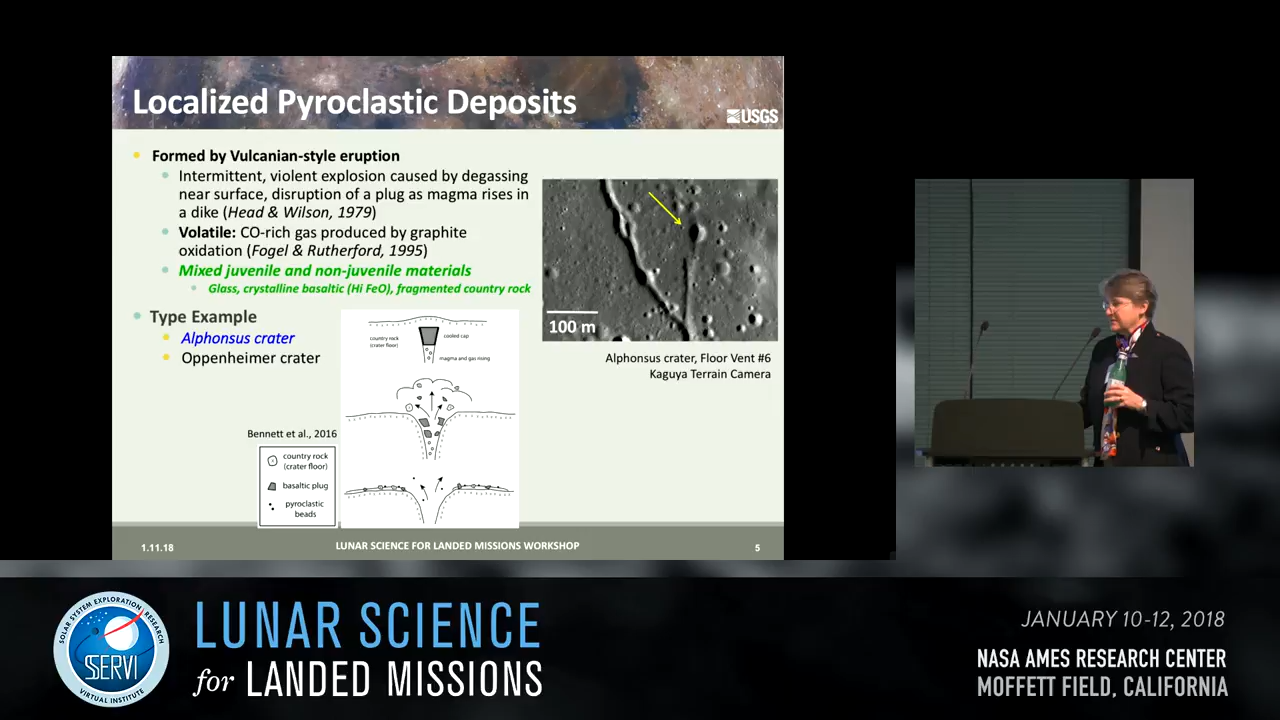 Localized Pyroclastic Deposits
USGS
Formed by Vulcanian-style eruption
Intermittent, violent explosion caused by degassing
near surface, disruption of a plug as magma rises in
a dike (Head & Wilson, 1979)
Volatile: CO-rich gas produced by graphite
oxidation (Fogel & Rutherford, 1995)
Mixed juvenile and non-juvenile materials
Glass, crystalline basaltic (Hi FeO), fragmented country rock
Type Example
Alphonsus crater
Oppenheimer crater
100 m
Alphonsus crater, Floor Vent #6
Kaguya Terrain Camera
country rock
(crater floor)
cooled cap
magma and gas rising
Bennett et al., 2016
country rock
(crater floor)
basaltic plug
pyroclastic
beads
1.11.18
LUNAR SCIENCE FOR LANDED MISSIONS WORKSHOP
5
SOLAR SYSTEM EXPLORATION RESEARCH
SSERVI
VIRTUAL INSTITUTE
LUNAR SCIENCE
for LANDED MISSIONS
JANUARY 10-12, 2018
NASA AMES RESEARCH CENTER
MOFFETT FIELD, CALIFORNIA